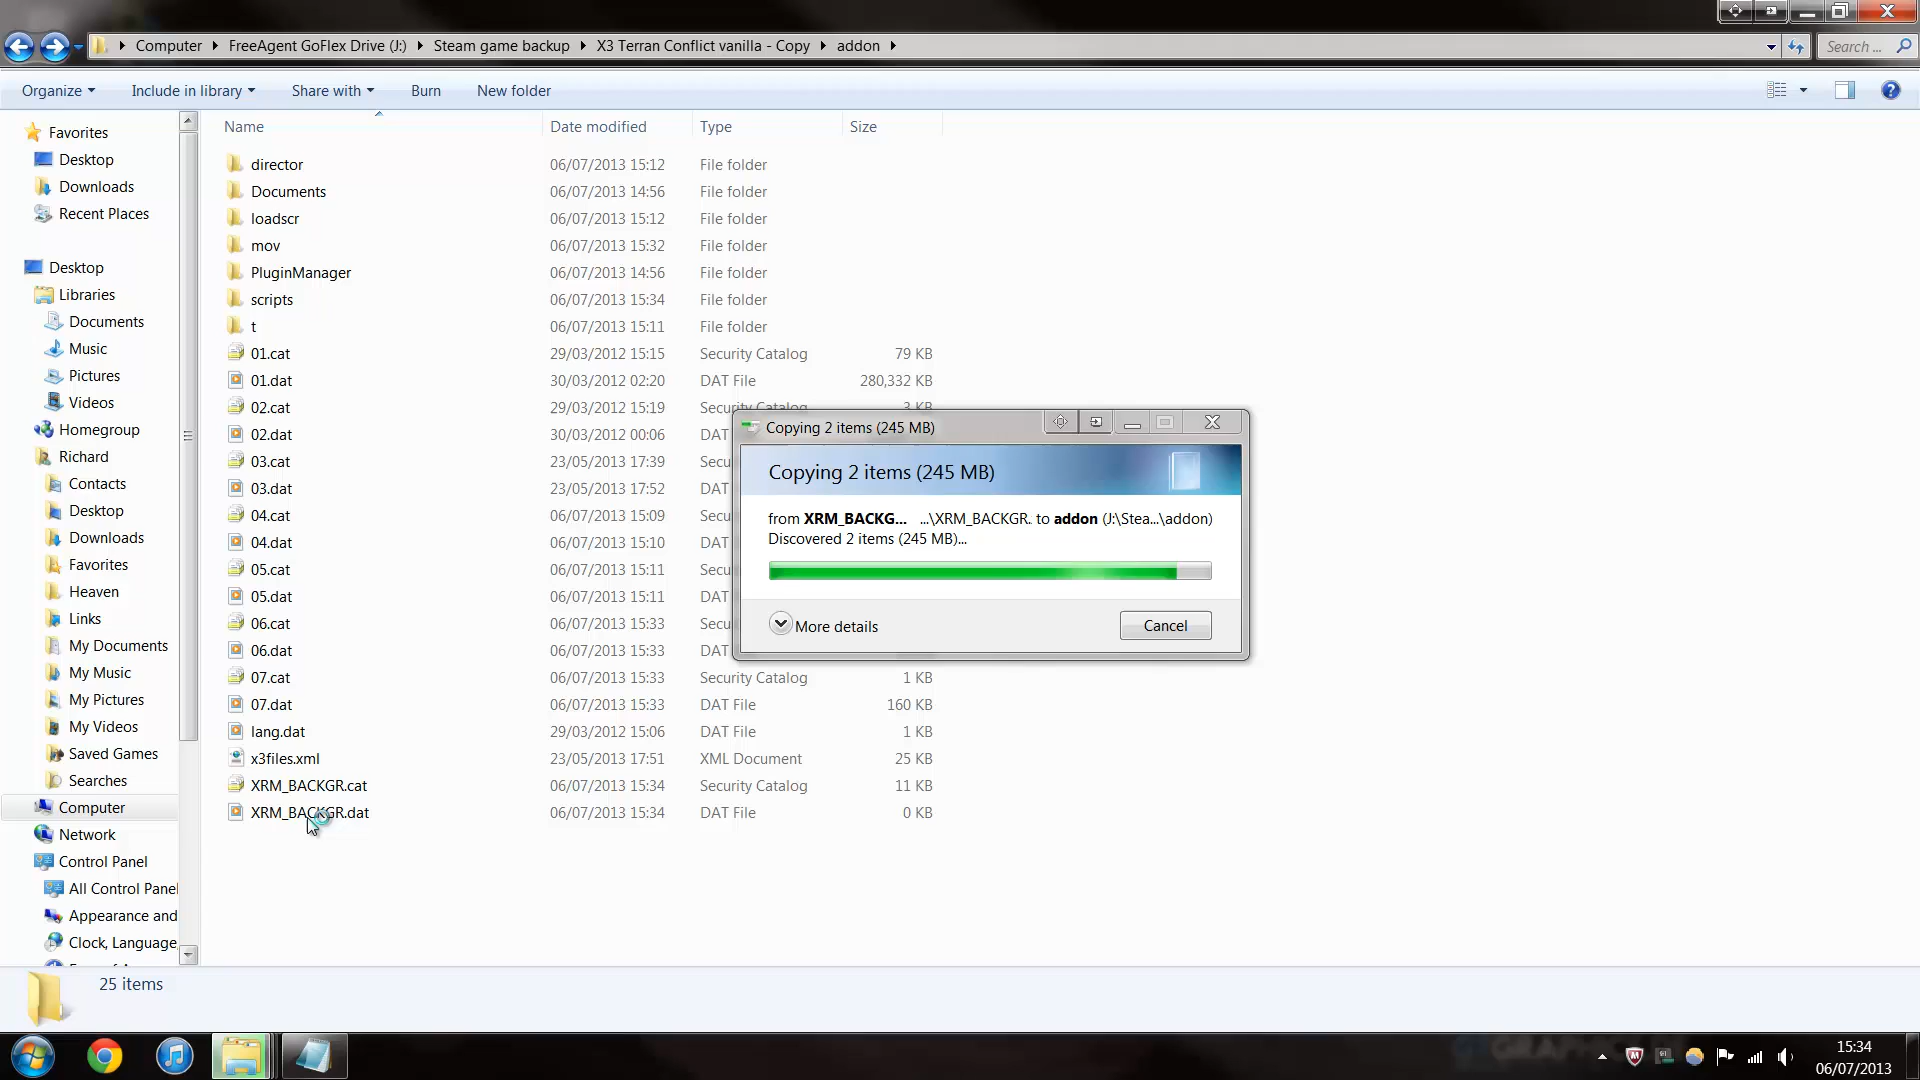 Computer FreeAgent GoFlex Drive (J:) Steam game backup X3 Terran Conflict vanilla - Copy addon
Search ...
Organize Include in library Share with Burn New folder
Favorites
Desktop
Downloads
Recent Places
Desktop
Libraries
Documents
Music
Pictures
Videos
Homegroup
Richard
Contacts
Desktop
Downloads
Favorites
Heaven
Links
My Documents
My Music
My Pictures
My Videos
Saved Games
Searches
Computer
Network
Control Panel
All Control Panel
Appearance and
Clock, Language,
Name Date modified Type Size
director 06/07/2013 15:12 File folder
Documents 06/07/2013 14:56 File folder
loadscr 06/07/2013 15:12 File folder
mov 06/07/2013 15:32 File folder
PluginManager 06/07/2013 14:56 File folder
scripts 06/07/2013 15:34 File folder
t 06/07/2013 15:11 File folder
01.cat 29/03/2012 15:15 Security Catalog 79 KB
01.dat 30/03/2012 02:20 DAT File 280,332 KB
02.cat 29/03/2012 15:19 Security Catalog 3 KB
02.dat 30/03/2012 00:06 DAT
03.cat 23/05/2013 17:39 Secu
03.dat 23/05/2013 17:52 DAT
04.cat 06/07/2013 15:09 Secu
04.dat 06/07/2013 15:10 DAT
05.cat 06/07/2013 15:11 Secu
05.dat 06/07/2013 15:11 DAT
06.cat 06/07/2013 15:33 Secu
06.dat 06/07/2013 15:33 DAT
07.cat 06/07/2013 15:33 Security Catalog 1 KB
07.dat 06/07/2013 15:33 DAT File 160 KB
lang.dat 29/03/2012 15:06 DAT File 1 KB
x3files.xml 23/05/2013 17:51 XML Document 25 KB
XRM_BACKGR.cat 06/07/2013 15:34 Security Catalog 11 KB
XRM_BACKGR.dat 06/07/2013 15:34 DAT File 0 KB
Copying 2 items (245 MB)
Copying 2 items (245 MB)
from XRM_BACKG... ...\XRM_BACKGR. to addon (J:\Stea...\addon)
Discovered 2 items (245 MB)...
More details
Cancel
25 items
15:34
06/07/2013